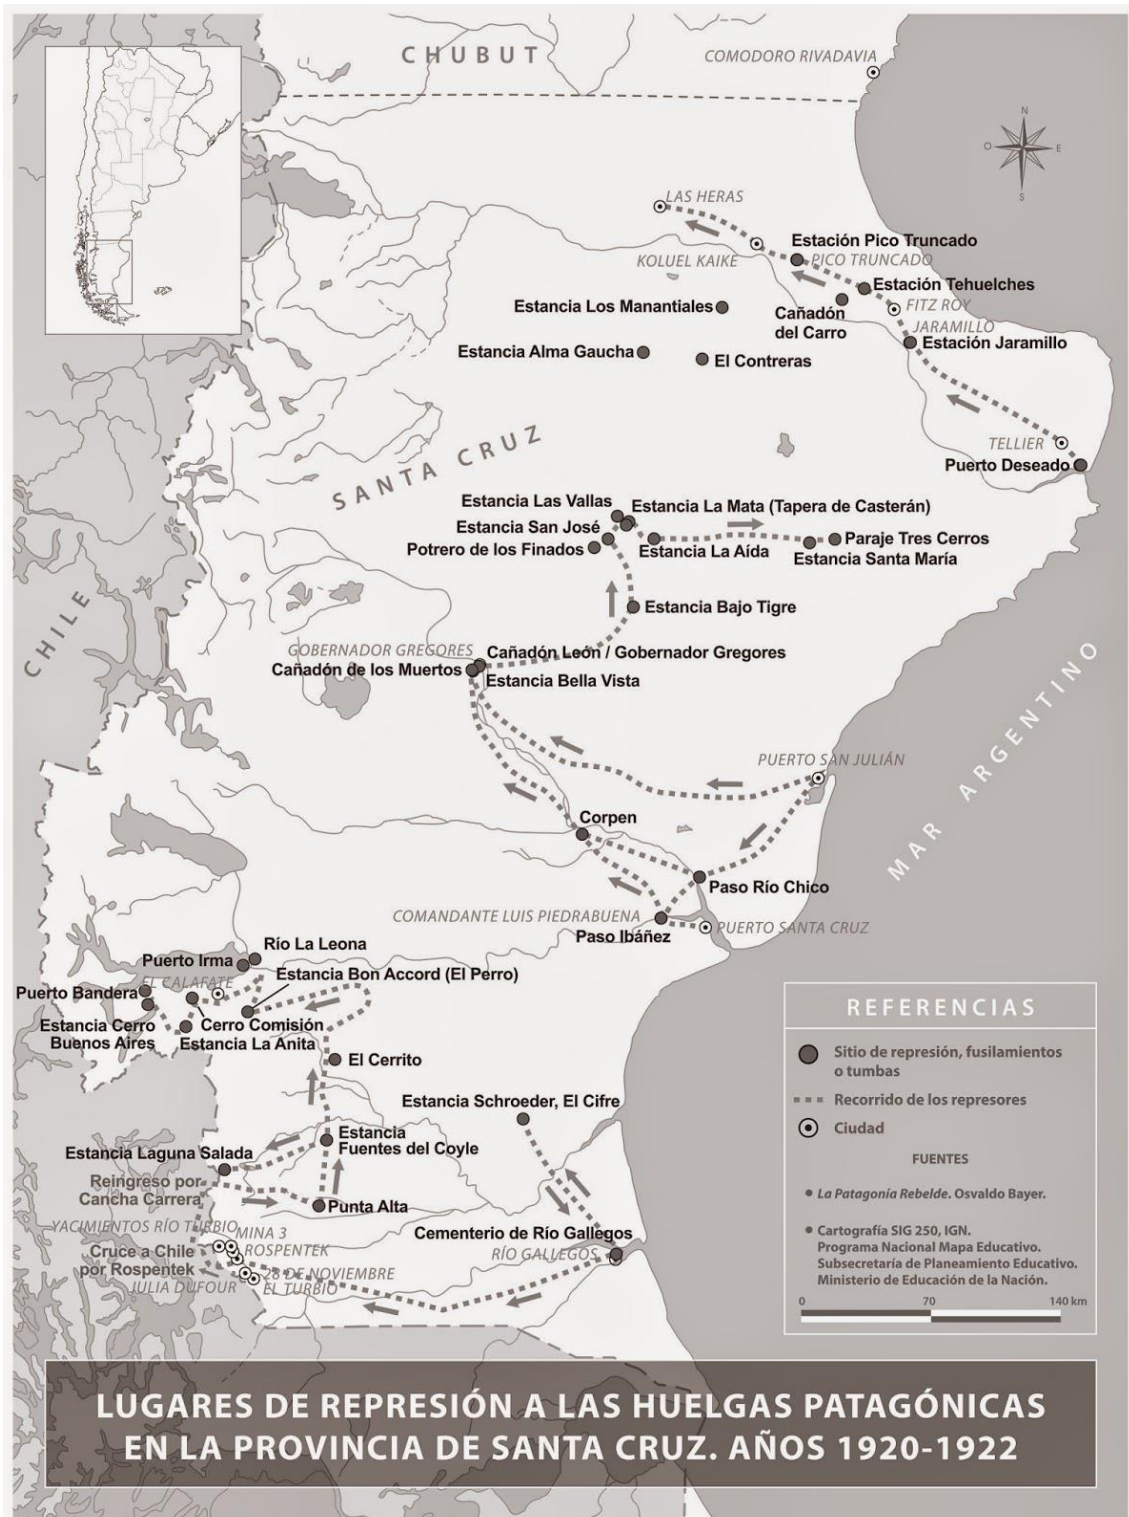 CHUBUT
COMODORO RIVADAVIA
N
O
E
S
LAS HERAS
Estación Pico Truncado
KOLUEL KAIKE
PICO TRUNCADO
Estación Tehuelches
Estancia Los Manantiales
Cañadón
del Carro
FITZ ROY
JARAMILLO
Estación Jaramillo
Estancia Alma Gaucha
El Contreras
SANTA CRUZ
TELLIER
Puerto Deseado
Estancia Las Vallas
Estancia La Mata (Tapera de Casterán)
Estancia San José
Potrero de los Finados
Estancia La Aída
Paraje Tres Cerros
Estancia Santa María
Estancia Bajo Tigre
CHILE
GOBERNADOR GREGORES
Cañadón León / Gobernador Gregores
Cañadón de los Muertos
Estancia Bella Vista
MAR ARGENTINO
PUERTO SAN JULIÁN
Corpen
Paso Río Chico
COMANDANTE LUIS PIEDRABUENA
Paso Ibáñez
PUERTO SANTA CRUZ
Río La Leona
Puerto Irma
Estancia Bon Accord (El Perro)
EL CALAFATE
Puerto Bandera
Estancia Cerro
Buenos Aires
Cerro Comisión
Estancia La Anita
El Cerrito
Estancia Schroeder, El Cifre
Estancia
Fuentes del Coyle
Estancia Laguna Salada
Reingreso por
Cancha Carrera
Punta Alta
YACIMIENTOS RÍO TURBIO
MINA 3
ROSPENTEK
Cruce a Chile
por Rospentek
28 DE NOVIEMBRE
JULIA DUFOUR
EL TURBIO
Cementerio de Río Gallegos
RÍO GALLEGOS
REFERENCIAS
Sitio de represión, fusilamientos
o tumbas
Recorrido de los represores
Ciudad
FUENTES
• La Patagonía Rebelde. Osvaldo Bayer.
• Cartografía SIG 250, IGN.
Programa Nacional Mapa Educativo.
Subsecretaría de Planeamiento Educativo.
Ministerio de Educación de la Nación.
0 70 140 km
LUGARES DE REPRESIÓN A LAS HUELGAS PATAGÓNICAS
EN LA PROVINCIA DE SANTA CRUZ. AÑOS 1920-1922